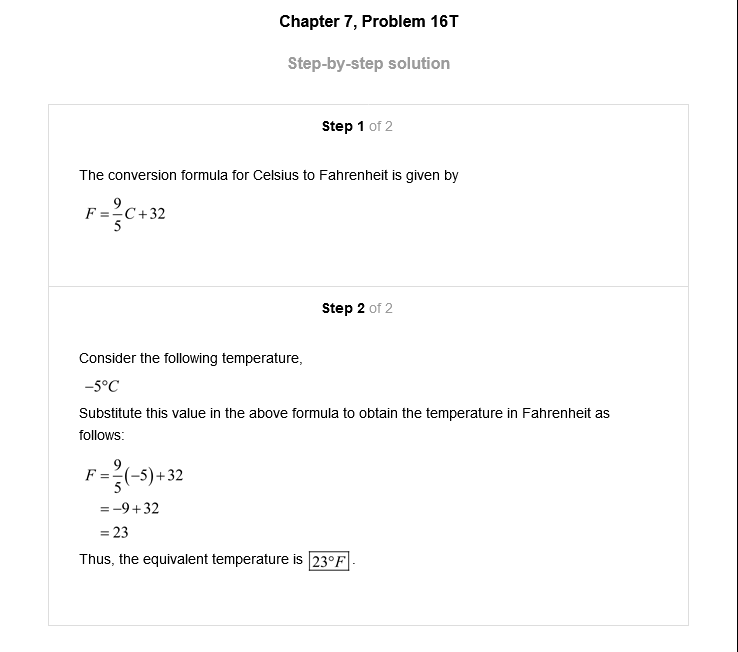 Chapter 7, Problem 16T
Step-by-step solution
Step 1 of 2
The conversion formula for Celsius to Fahrenheit is given by
F = 9/5 C + 32
Step 2 of 2
Consider the following temperature,
−5°C
Substitute this value in the above formula to obtain the temperature in Fahrenheit as
follows:
F = 9/5 (−5) + 32
= −9 + 32
= 23
Thus, the equivalent temperature is 23°F.